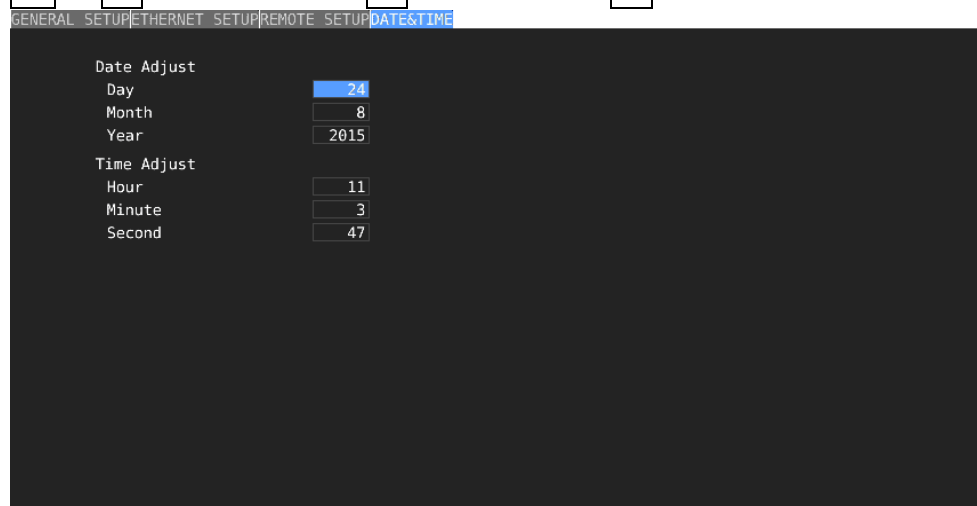 GENERAL SETUP ETHERNET SETUP REMOTE SETUP DATE&TIME
Date Adjust
Day 24
Month 8
Year 2015
Time Adjust
Hour 11
Minute 3
Second 47